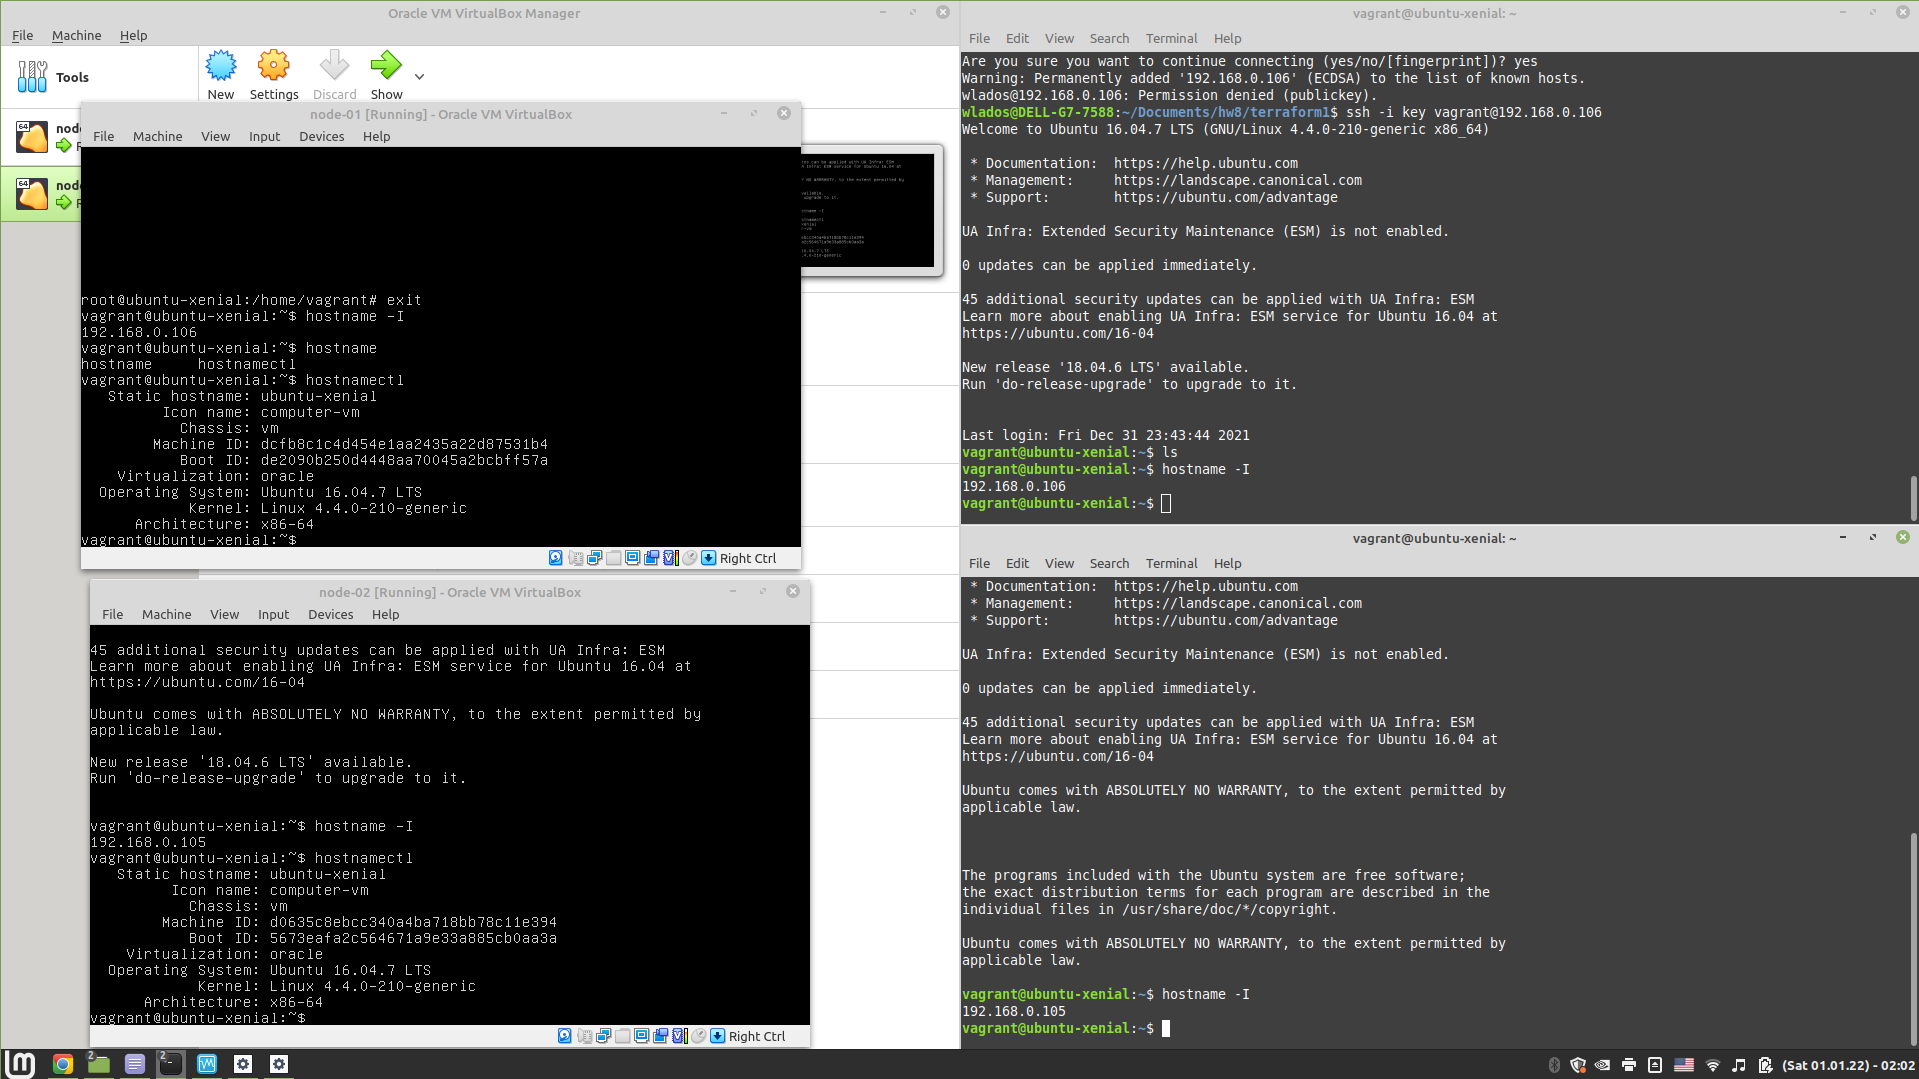 Oracle VM VirtualBox Manager
File Machine Help
Tools
New Settings Discard Show
64 node
64 node
node-01 [Running] - Oracle VM VirtualBox
File Machine View Input Devices Help
root@ubuntu-xenial:/home/vagrant# exit
vagrant@ubuntu-xenial:~$ hostname -I
192.168.0.106
vagrant@ubuntu-xenial:~$ hostname
hostname     hostnamectl
vagrant@ubuntu-xenial:~$ hostnamectl
Static hostname: ubuntu-xenial
Icon name: computer-vm
Chassis: vm
Machine ID: dcfb8c1c4d454e1aa2435a22d87531b4
Boot ID: de2090b250d4448aa70045a2bcbff57a
Virtualization: oracle
Operating System: Ubuntu 16.04.7 LTS
Kernel: Linux 4.4.0-210-generic
Architecture: x86-64
vagrant@ubuntu-xenial:~$
Right Ctrl
node-02 [Running] - Oracle VM VirtualBox
File Machine View Input Devices Help
45 additional security updates can be applied with UA Infra: ESM
Learn more about enabling UA Infra: ESM service for Ubuntu 16.04 at
https://ubuntu.com/16-04
Ubuntu comes with ABSOLUTELY NO WARRANTY, to the extent permitted by
applicable law.
New release '18.04.6 LTS' available.
Run 'do-release-upgrade' to upgrade to it.
vagrant@ubuntu-xenial:~$ hostname -I
192.168.0.105
vagrant@ubuntu-xenial:~$ hostnamectl
Static hostname: ubuntu-xenial
Icon name: computer-vm
Chassis: vm
Machine ID: d0635c8ebcc340a4ba718bb78c11e394
Boot ID: 5673eafa2c564671a9e33a885cb0aa3a
Virtualization: oracle
Operating System: Ubuntu 16.04.7 LTS
Kernel: Linux 4.4.0-210-generic
Architecture: x86-64
vagrant@ubuntu-xenial:~$
Right Ctrl
vagrant@ubuntu-xenial: ~
File Edit View Search Terminal Help
Are you sure you want to continue connecting (yes/no/[fingerprint])? yes
Warning: Permanently added '192.168.0.106' (ECDSA) to the list of known hosts.
wlados@192.168.0.106: Permission denied (publickey).
wlados@DELL-G7-7588:~/Documents/hw8/terraform1$ ssh -i key vagrant@192.168.0.106
Welcome to Ubuntu 16.04.7 LTS (GNU/Linux 4.4.0-210-generic x86_64)
* Documentation:  https://help.ubuntu.com
* Management:     https://landscape.canonical.com
* Support:        https://ubuntu.com/advantage
UA Infra: Extended Security Maintenance (ESM) is not enabled.
0 updates can be applied immediately.
45 additional security updates can be applied with UA Infra: ESM
Learn more about enabling UA Infra: ESM service for Ubuntu 16.04 at
https://ubuntu.com/16-04
New release '18.04.6 LTS' available.
Run 'do-release-upgrade' to upgrade to it.
Last login: Fri Dec 31 23:43:44 2021
vagrant@ubuntu-xenial:~$ ls
vagrant@ubuntu-xenial:~$ hostname -I
192.168.0.106
vagrant@ubuntu-xenial:~$
vagrant@ubuntu-xenial: ~
File Edit View Search Terminal Help
* Documentation:  https://help.ubuntu.com
* Management:     https://landscape.canonical.com
* Support:        https://ubuntu.com/advantage
UA Infra: Extended Security Maintenance (ESM) is not enabled.
0 updates can be applied immediately.
45 additional security updates can be applied with UA Infra: ESM
Learn more about enabling UA Infra: ESM service for Ubuntu 16.04 at
https://ubuntu.com/16-04
Ubuntu comes with ABSOLUTELY NO WARRANTY, to the extent permitted by
applicable law.
The programs included with the Ubuntu system are free software;
the exact distribution terms for each program are described in the
individual files in /usr/share/doc/*/copyright.
Ubuntu comes with ABSOLUTELY NO WARRANTY, to the extent permitted by
applicable law.
vagrant@ubuntu-xenial:~$ hostname -I
192.168.0.105
vagrant@ubuntu-xenial:~$
2 2 (Sat 01.01.22) - 02:02